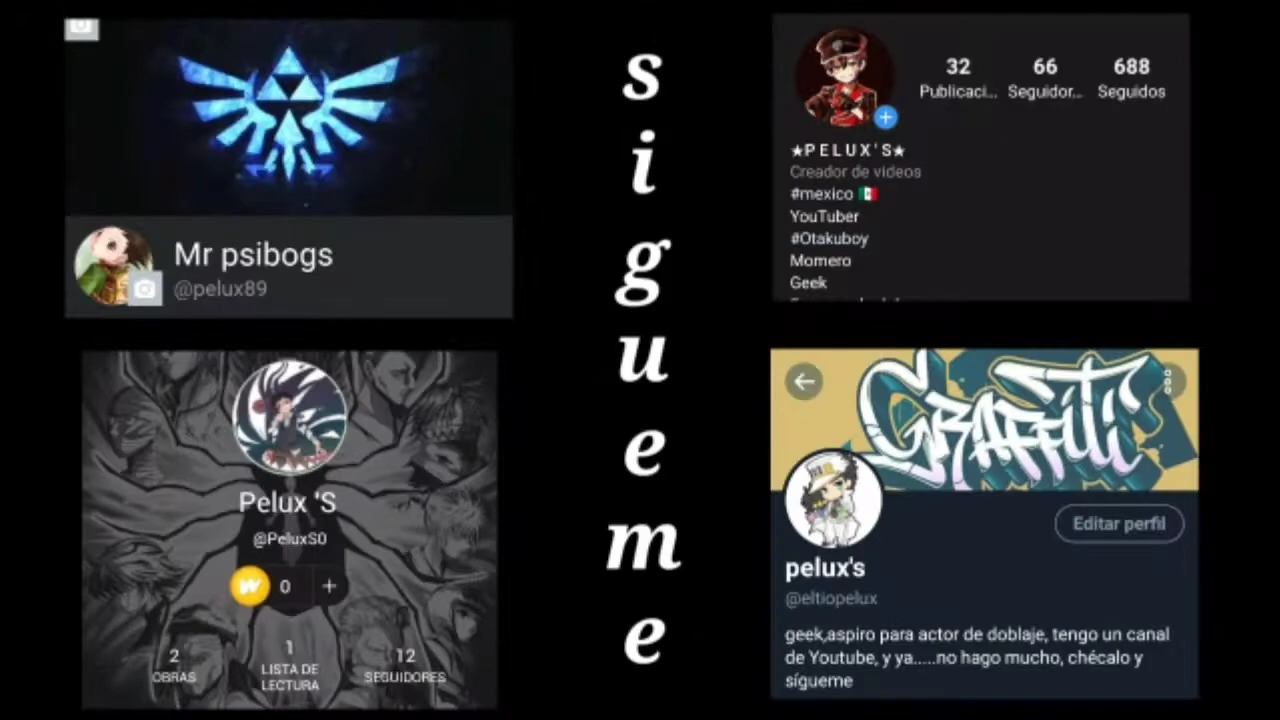 Mr psibogs
@pelux89
Pelux 'S
@PeluxS0
0 +
2
OBRAS
1
LISTA DE
LECTURA
12
SEGUIDORES
s
i
g
u
e
m
e
32
Publicaci...
66
Seguidor...
688
Seguidos
★PELUX'S★
Creador de videos
#mexico 🇲🇽
YouTuber
#Otakuboy
Momero
Geek
GRAFFiTi
Editar perfil
pelux's
@eltiopelux
geek,aspiro para actor de doblaje, tengo un canal
de Youtube, y ya.....no hago mucho, chécalo y
sígueme